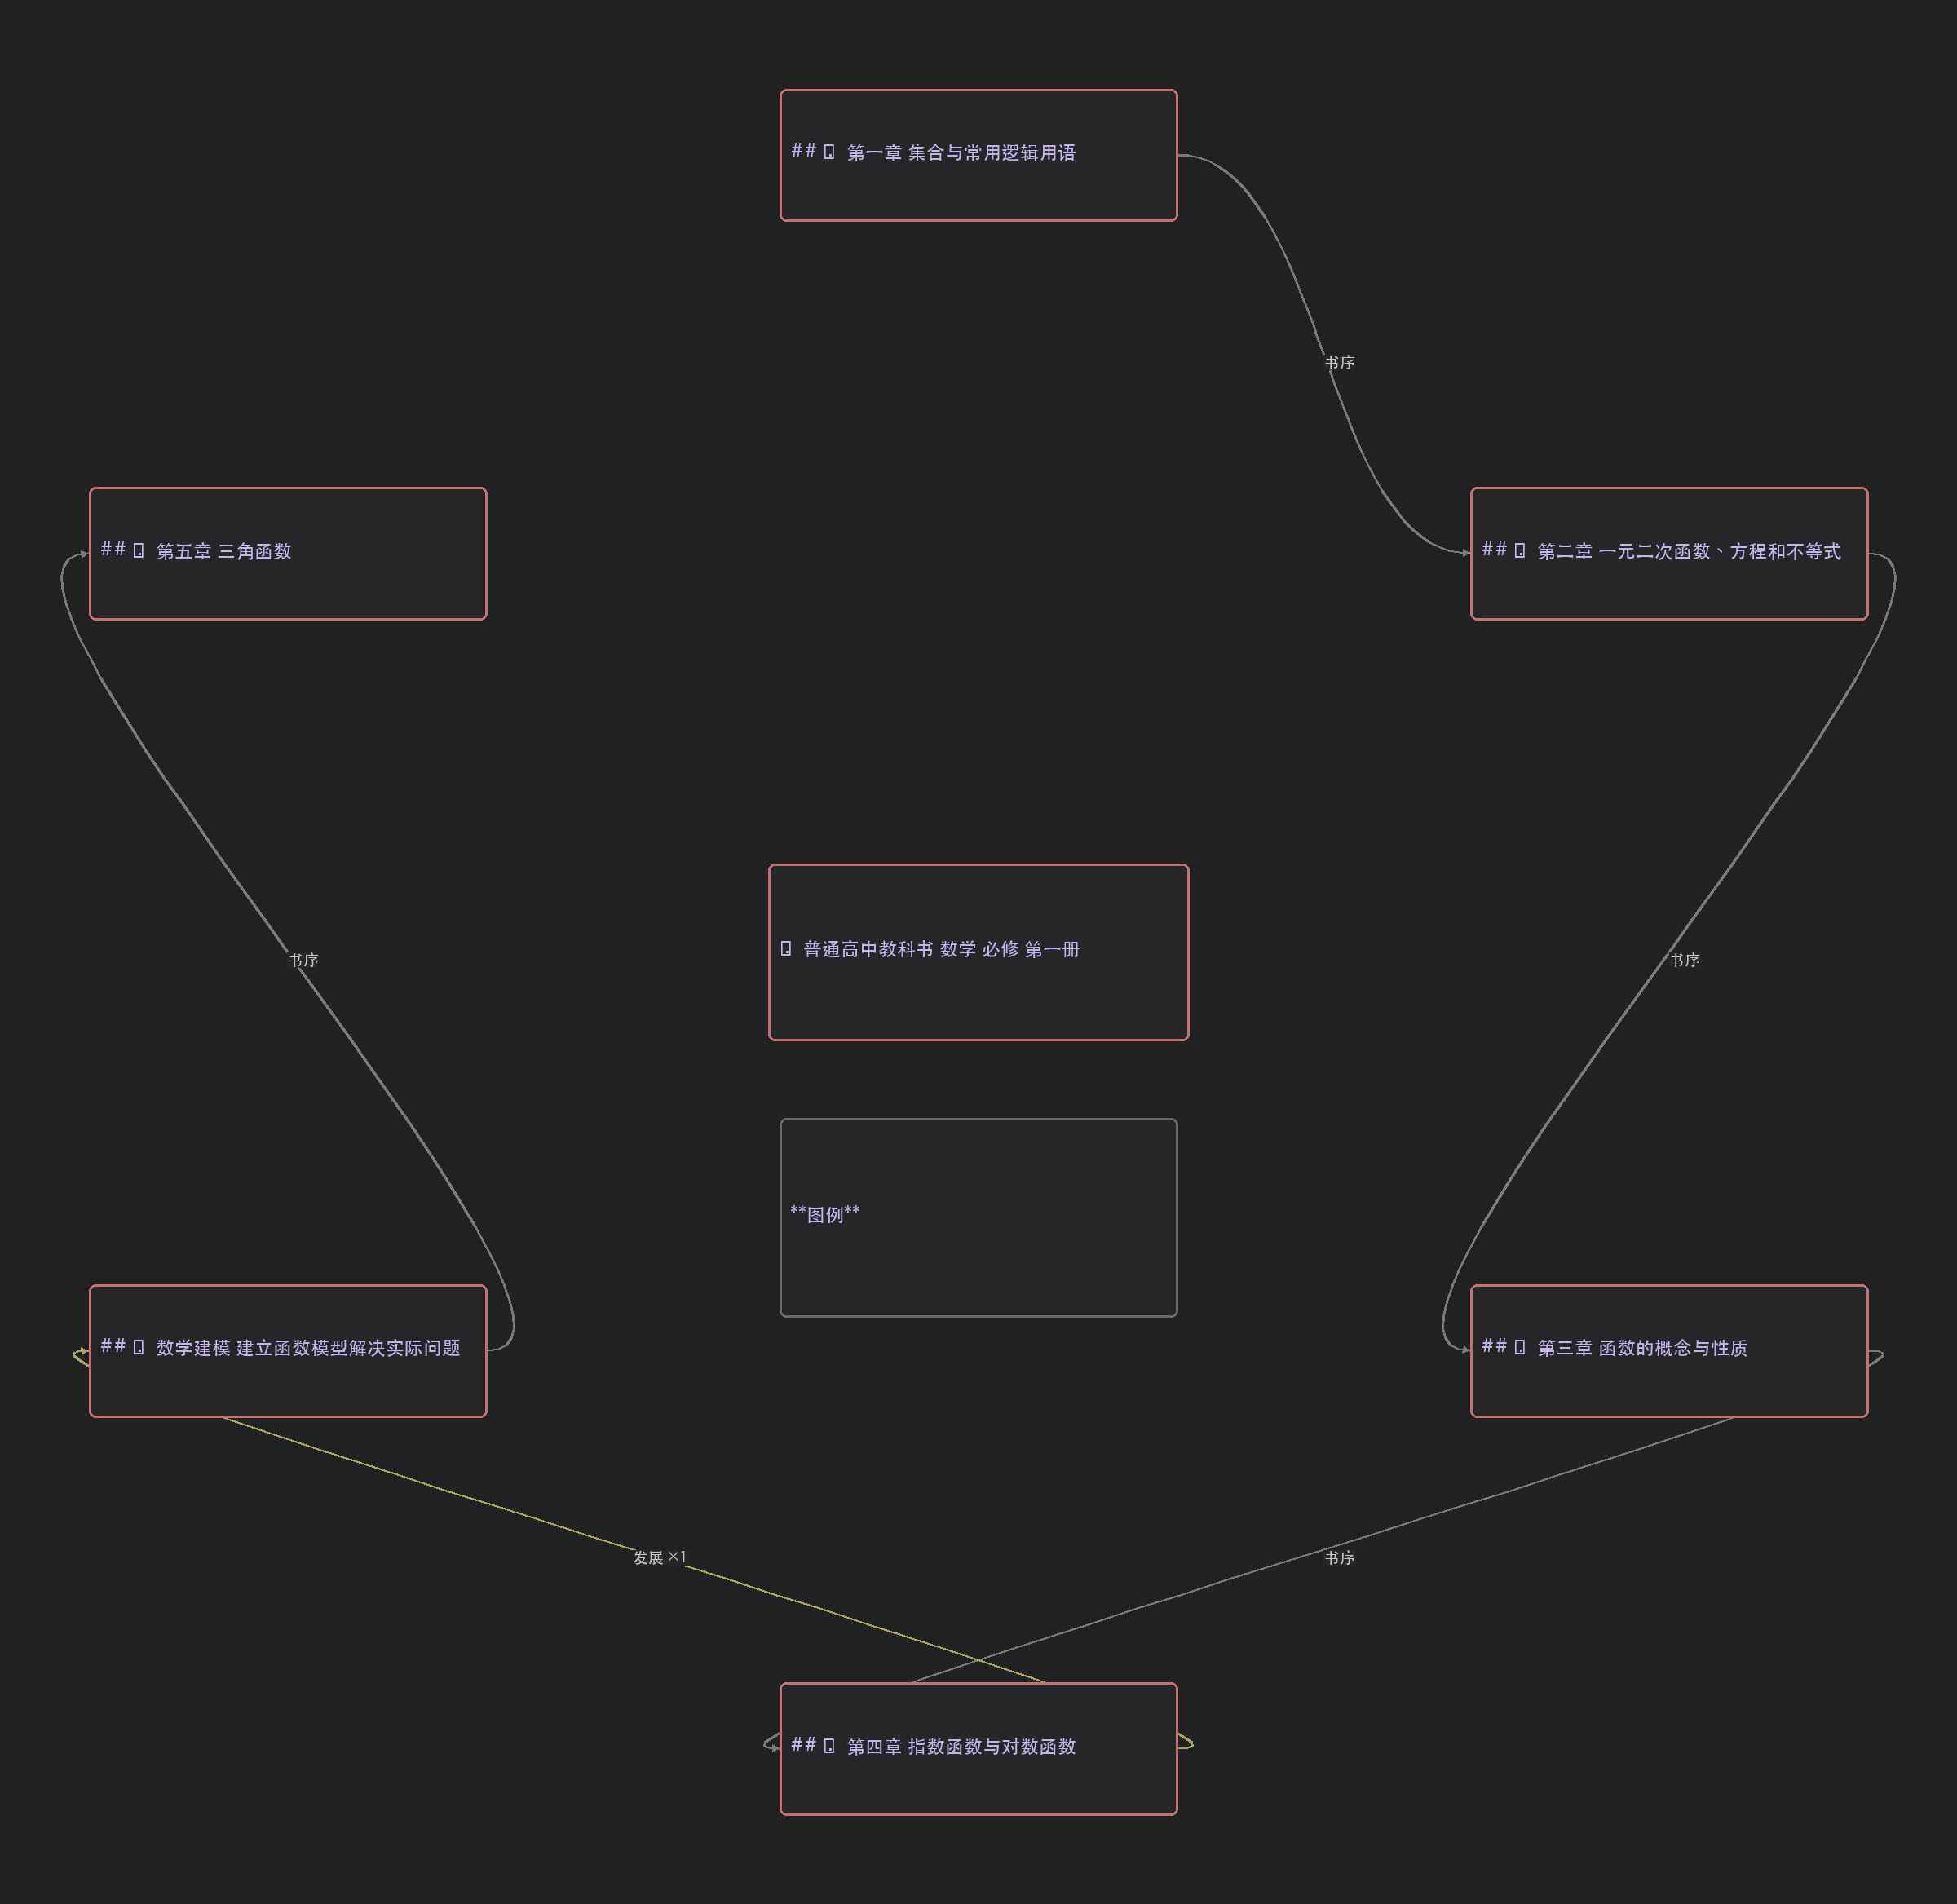 ## 第一章 集合与常用逻辑用语
书序
## 第五章 三角函数
## 第二章 一元二次函数、方程和不等式
普通高中教科书 数学 必修 第一册
书序
书序
**图例**
## 数学建模 建立函数模型解决实际问题
## 第三章 函数的概念与性质
发展 ×1
书序
## 第四章 指数函数与对数函数